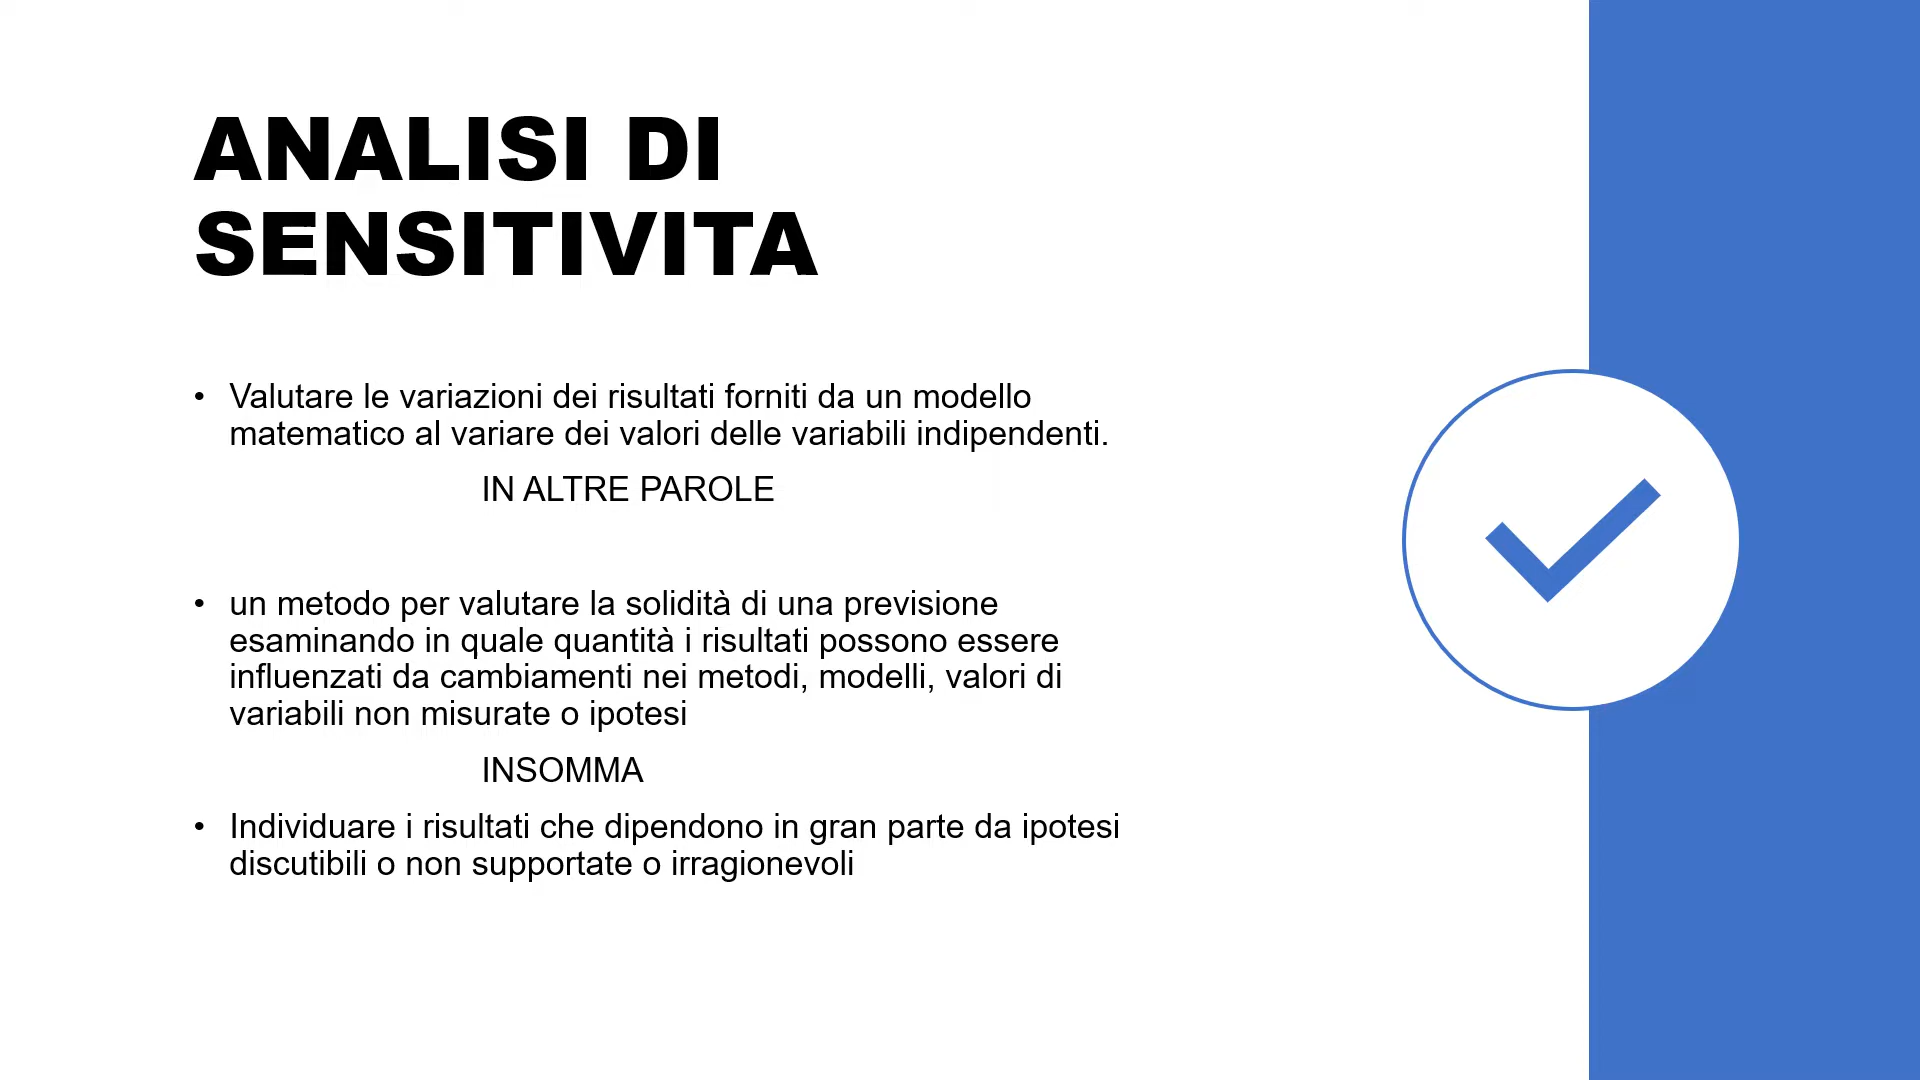 ANALISI DI
SENSITIVITA
• Valutare le variazioni dei risultati forniti da un modello
matematico al variare dei valori delle variabili indipendenti.
IN ALTRE PAROLE
• un metodo per valutare la solidità di una previsione
esaminando in quale quantità i risultati possono essere
influenzati da cambiamenti nei metodi, modelli, valori di
variabili non misurate o ipotesi
INSOMMA
• Individuare i risultati che dipendono in gran parte da ipotesi
discutibili o non supportate o irragionevoli